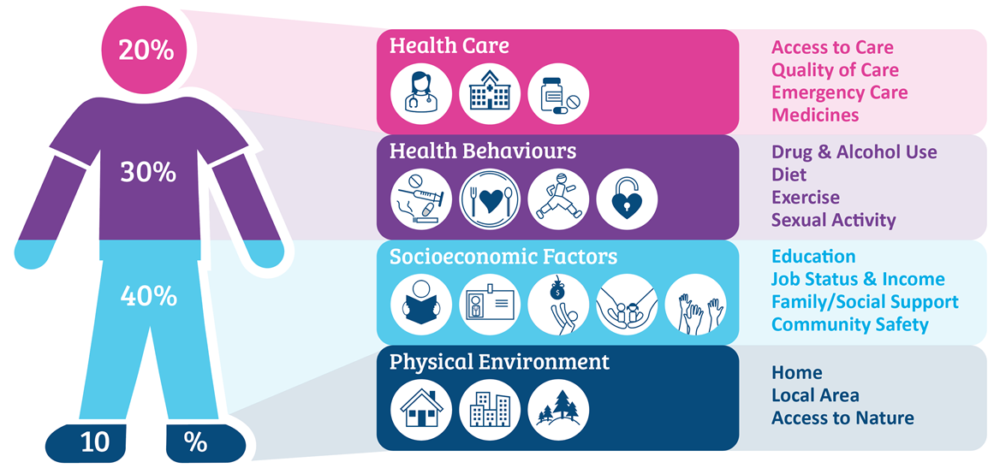 20%
Health Care
Access to Care
Quality of Care
Emergency Care
Medicines
30%
Health Behaviours
Drug & Alcohol Use
Diet
Exercise
Sexual Activity
40%
Socioeconomic Factors
$
Education
Job Status & Income
Family/Social Support
Community Safety
10 %
Physical Environment
Home
Local Area
Access to Nature